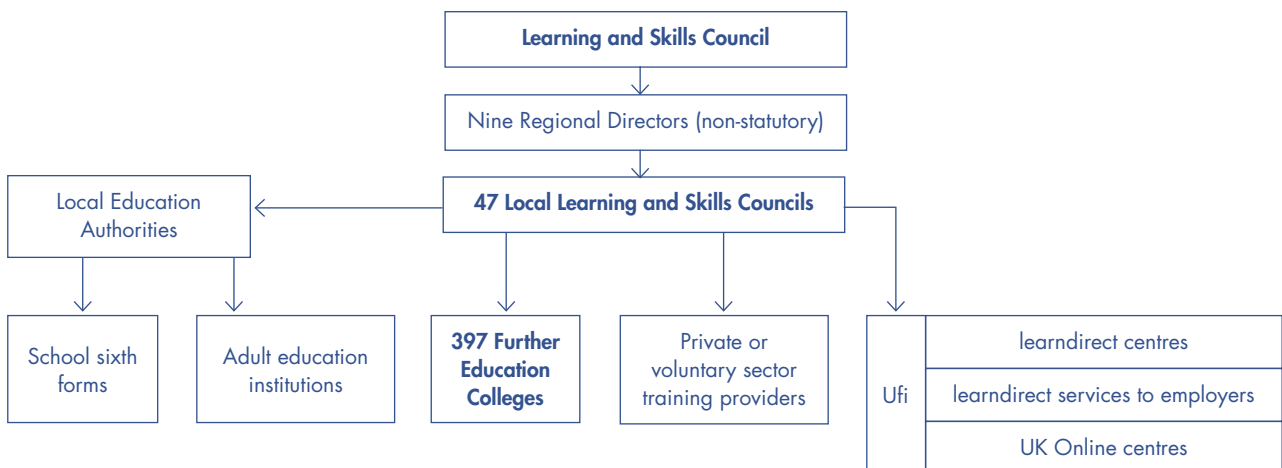 Learning and Skills Council
Nine Regional Directors (non-statutory)
Local Education
Authorities
47 Local Learning and Skills Councils
School sixth
forms
Adult education
institutions
397 Further
Education
Colleges
Private or
voluntary sector
training providers
Ufi
learndirect centres
learndirect services to employers
UK Online centres